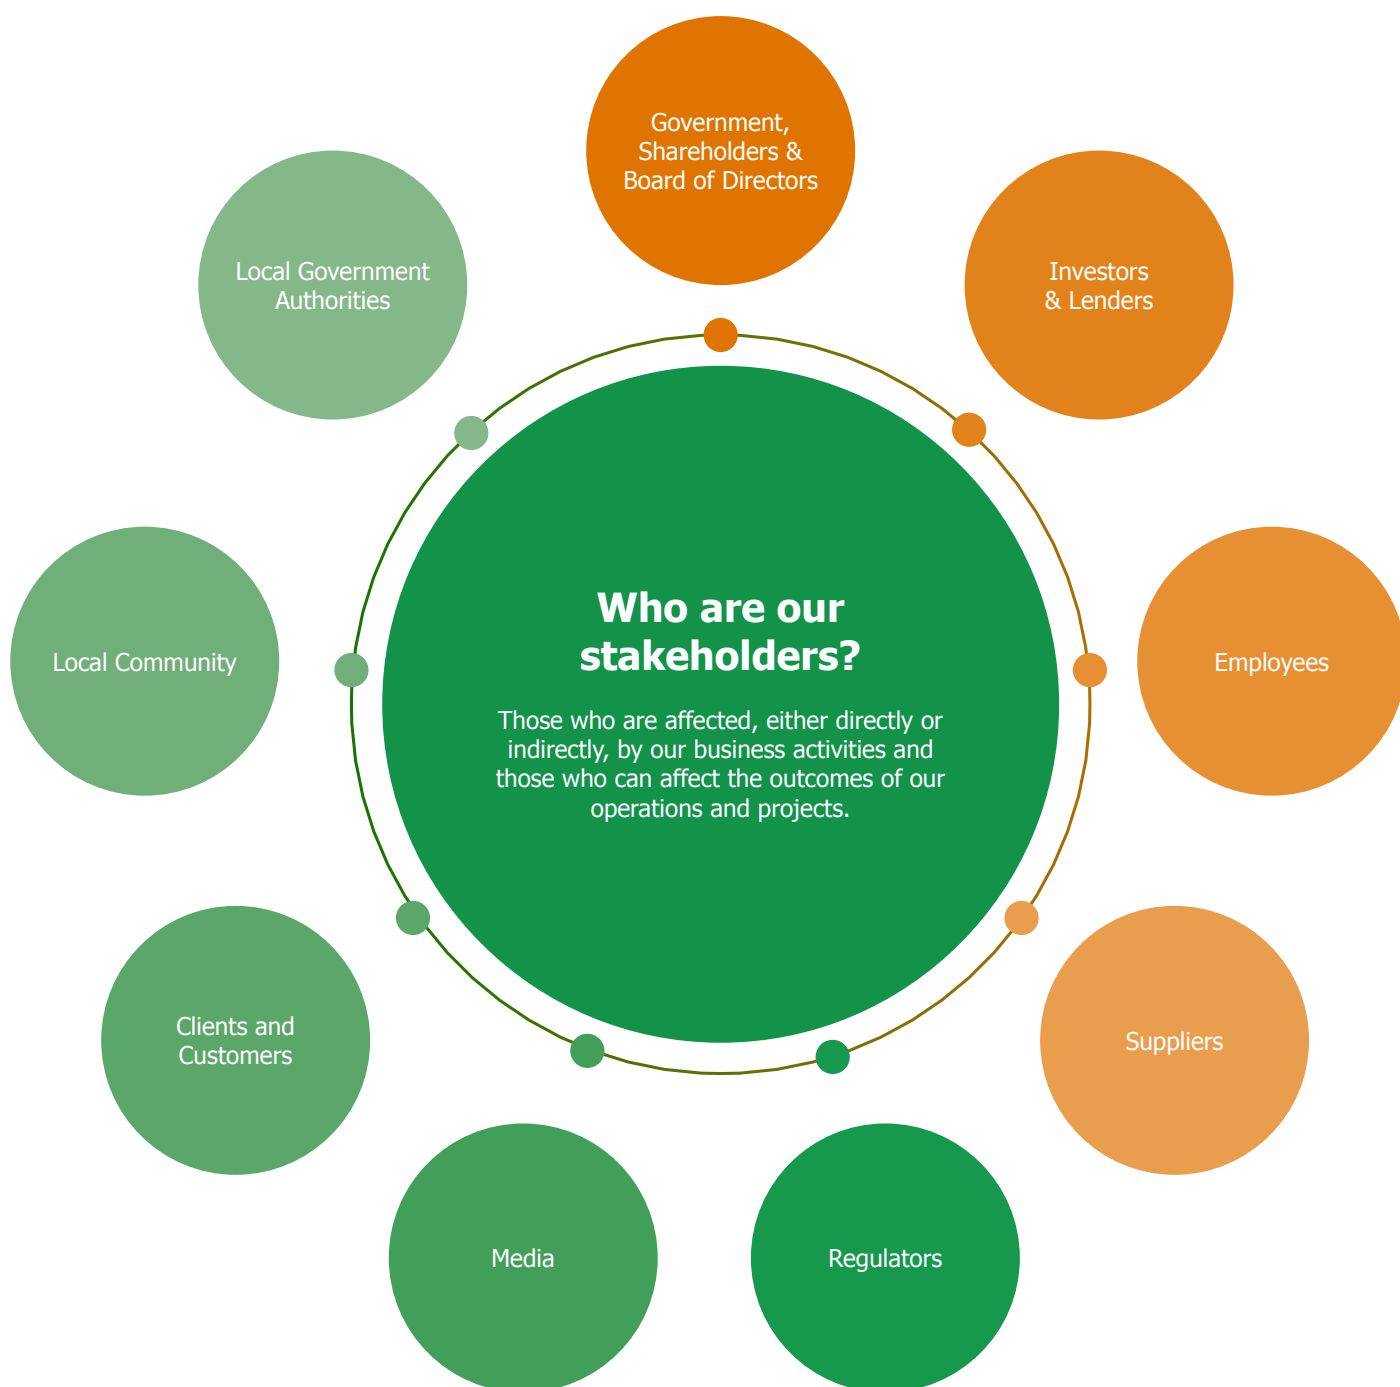 Government,
Shareholders &
Board of Directors
Local Government
Authorities
Investors
& Lenders
Who are our
stakeholders?
Those who are affected, either directly or
indirectly, by our business activities and
those who can affect the outcomes of our
operations and projects.
Local Community
Employees
Clients and
Customers
Suppliers
Media
Regulators